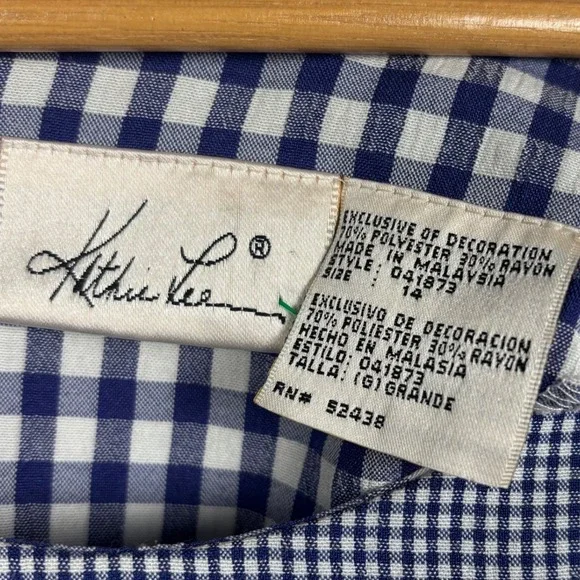 Kathie Lee ®
EXCLUSIVE OF DECORATION
70% POLYESTER 30% RAYON
MADE IN MALAYSIA
STYLE : 041873
SIZE : 14
EXCLUSIVO DE DECORACION
70% POLIESTER 30% RAYON
HECHO EN MALASIA
ESTILO: 041873
TALLA: (G) GRANDE
RN# 52438